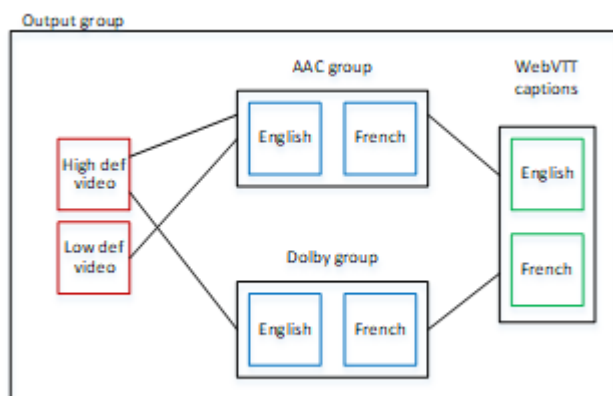 Output group
AAC group
WebVTT
captions
English
French
High def
video
English
Low def
video
Dolby group
French
English
French